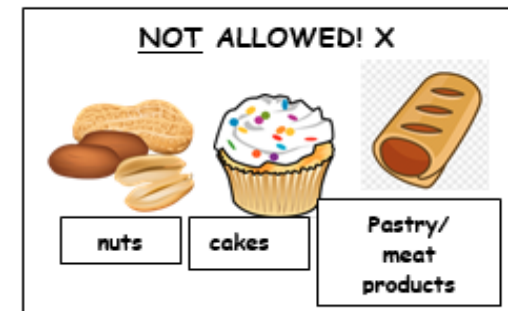 NOT ALLOWED! X
nuts
cakes
Pastry/
meat
products